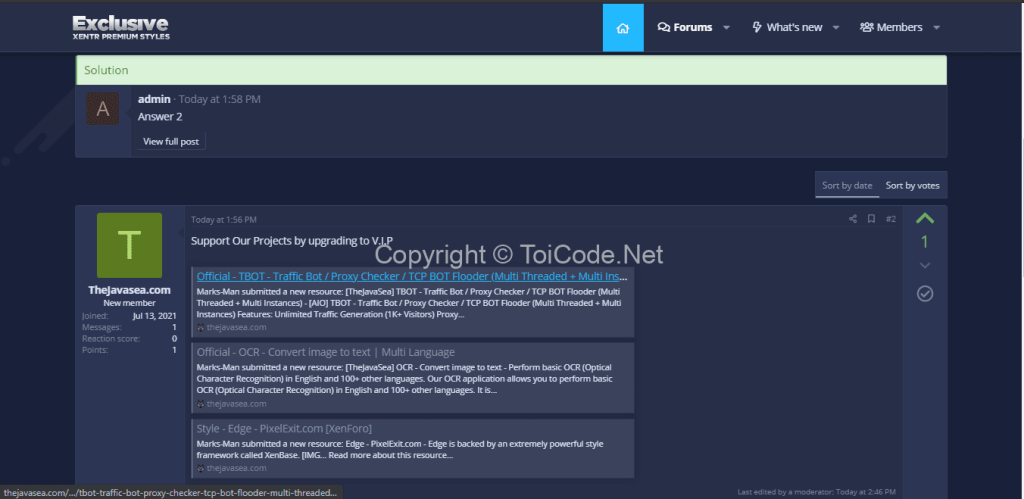 Exclusive
XENTR PREMIUM STYLES
Forums
What's new
Members
Solution
A
admin · Today at 1:58 PM
Answer 2
View full post
Sort by date
Sort by votes
T
TheJavasea.com
New member
Joined: Jul 13, 2021
Messages: 1
Reaction score: 0
Points: 1
Today at 1:56 PM
#2
Support Our Projects by upgrading to V.I.P
Copyright © ToiCode.Net
Official - TBOT - Traffic Bot / Proxy Checker / TCP BOT Flooder (Multi Threaded + Multi Ins...
Marks-Man submitted a new resource: [TheJavaSea] TBOT - Traffic Bot / Proxy Checker / TCP BOT Flooder (Multi
Threaded + Multi Instances) - [AIO] TBOT - Traffic Bot / Proxy Checker / TCP BOT Flooder (Multi Threaded + Multi
Instances) Features: Unlimited Traffic Generation (1K+ Visitors) Proxy...
thejavasea.com
Official - OCR - Convert image to text | Multi Language
Marks-Man submitted a new resource: [TheJavaSea] OCR - Convert image to text - Perform basic OCR (Optical
Character Recognition) in English and 100+ other languages. Our OCR application allows you to perform basic
OCR (Optical Character Recognition) in English and 100+ other languages. It is...
thejavasea.com
Style - Edge - PixelExit.com [XenForo]
Marks-Man submitted a new resource: Edge - PixelExit.com - Edge is backed by an extremely powerful style
framework called XenBase. [IMG... Read more about this resource...
thejavasea.com
1
Last edited by a moderator: Today at 2:46 PM
thejavasea.com/.../tbot-traffic-bot-proxy-checker-tcp-bot-flooder-multi-threaded...